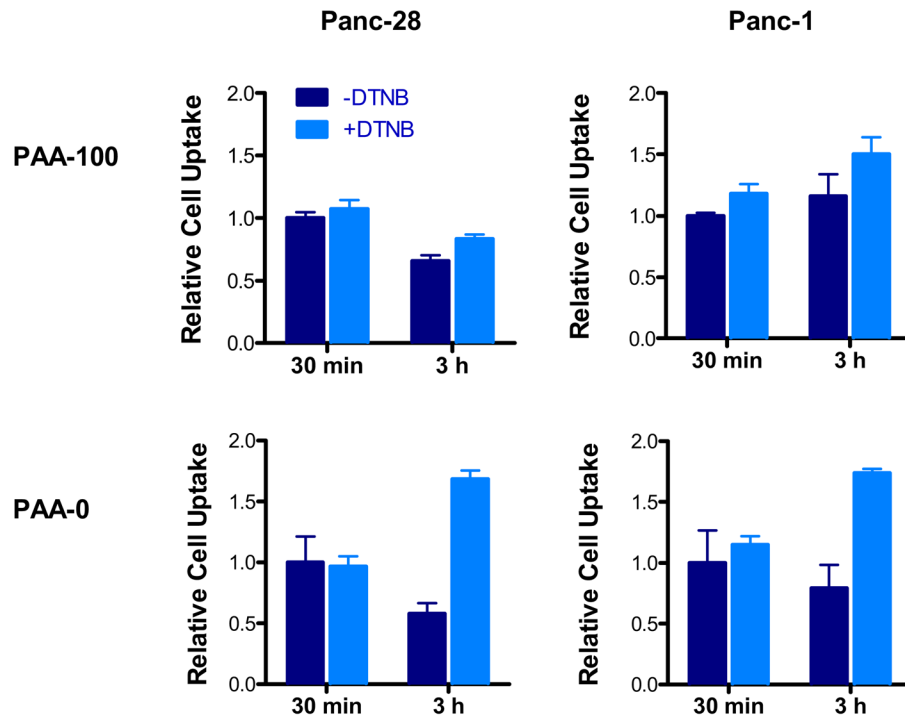 Panc-28
Panc-1
PAA-100
Relative Cell Uptake
2.0
1.5
1.0
0.5
0.0
-DTNB
+DTNB
30 min
3 h
Relative Cell Uptake
2.0
1.5
1.0
0.5
0.0
30 min
3 h
PAA-0
Relative Cell Uptake
2.0
1.5
1.0
0.5
0.0
30 min
3 h
Relative Cell Uptake
2.0
1.5
1.0
0.5
0.0
30 min
3 h